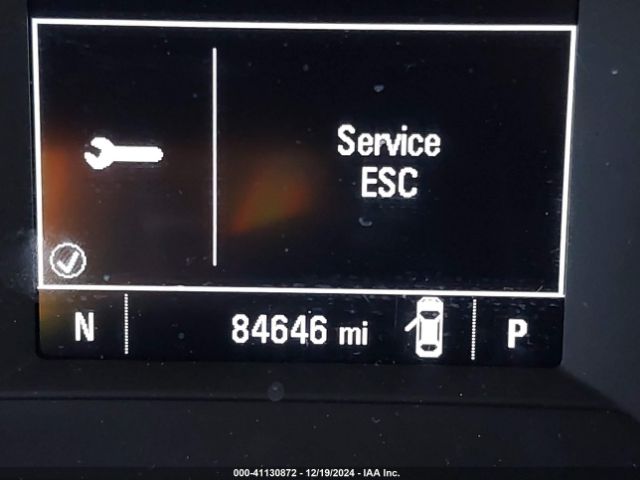 Service
ESC
N 84646 mi P
000-41130872 - 12/19/2024 - IAA Inc.